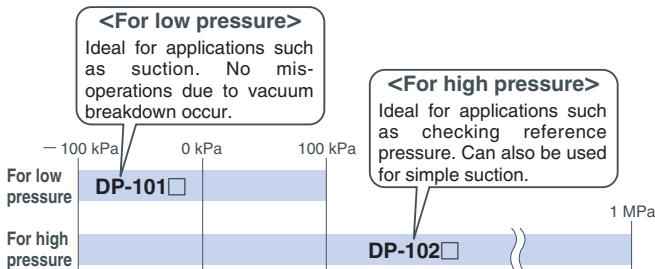 <For low pressure>
Ideal for applications such
as suction. No mis-
operations due to vacuum
breakdown occur.
<For high pressure>
Ideal for applications such
as checking reference
pressure. Can also be used
for simple suction.
－100 kPa 0 kPa 100 kPa
For low
pressure
DP-101□
1 MPa
For high
pressure
DP-102□